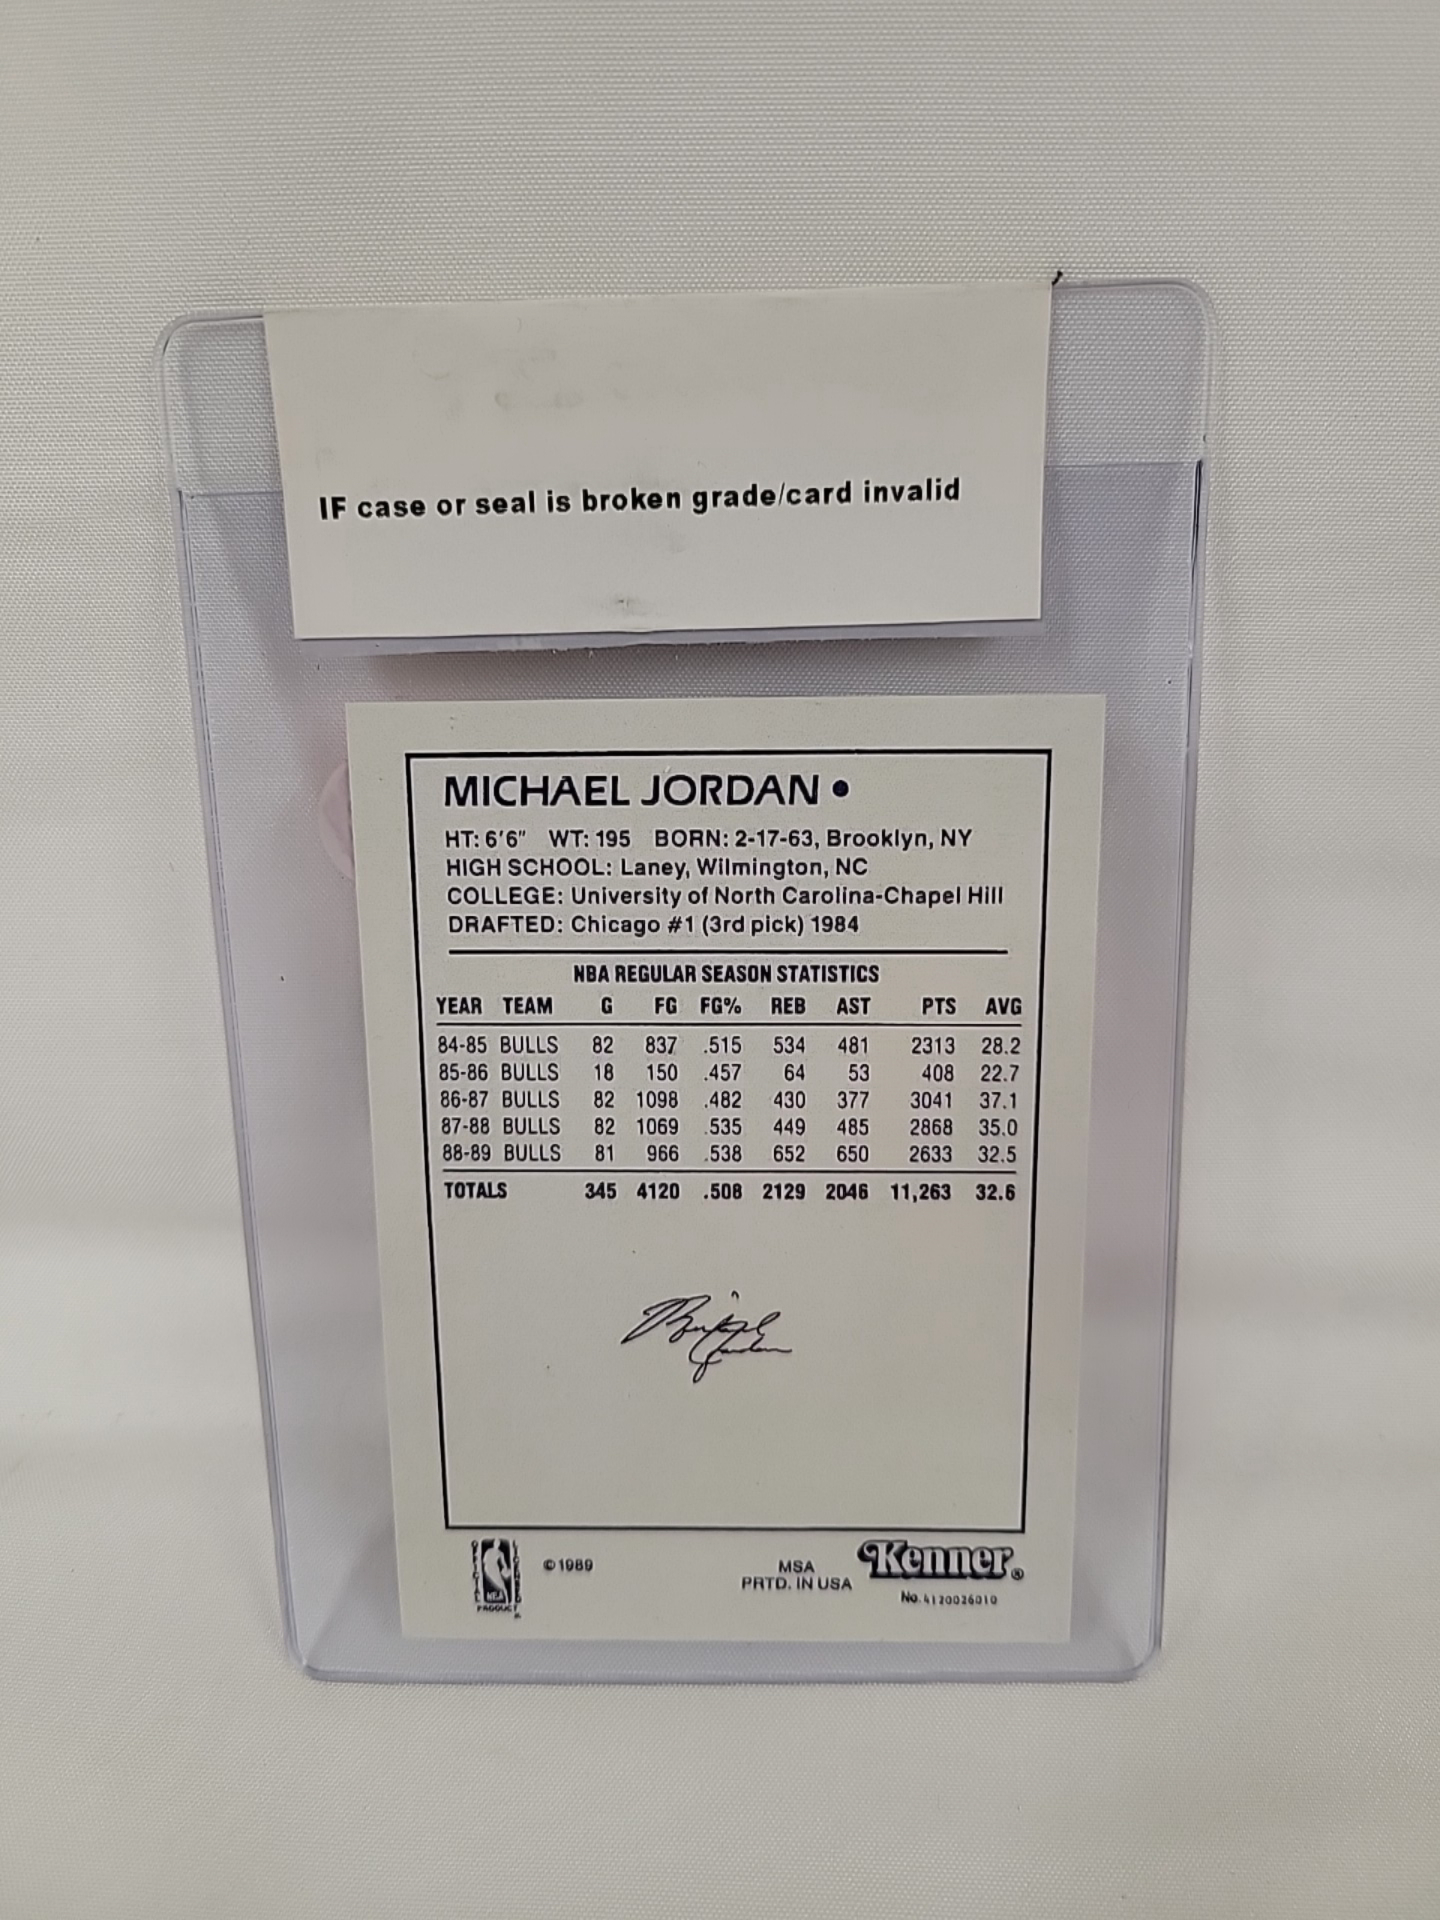 IF case or seal is broken grade/card invalid
MICHAEL JORDAN •
HT: 6'6" WT: 195 BORN: 2-17-63, Brooklyn, NY
HIGH SCHOOL: Laney, Wilmington, NC
COLLEGE: University of North Carolina-Chapel Hill
DRAFTED: Chicago #1 (3rd pick) 1984
NBA REGULAR SEASON STATISTICS
YEAR TEAM G FG FG% REB AST PTS AVG
84-85 BULLS 82 837 .515 534 481 2313 28.2
85-86 BULLS 18 150 .457 64 53 408 22.7
86-87 BULLS 82 1098 .482 430 377 3041 37.1
87-88 BULLS 82 1069 .535 449 485 2868 35.0
88-89 BULLS 81 966 .538 652 650 2633 32.5
TOTALS 345 4120 .508 2129 2046 11,263 32.6
Michael
Jordan
OFFICIAL NBA LICENSED PRODUCT
©1989
MSA
PRTD. IN USA
Kenner®
No. 4120026010